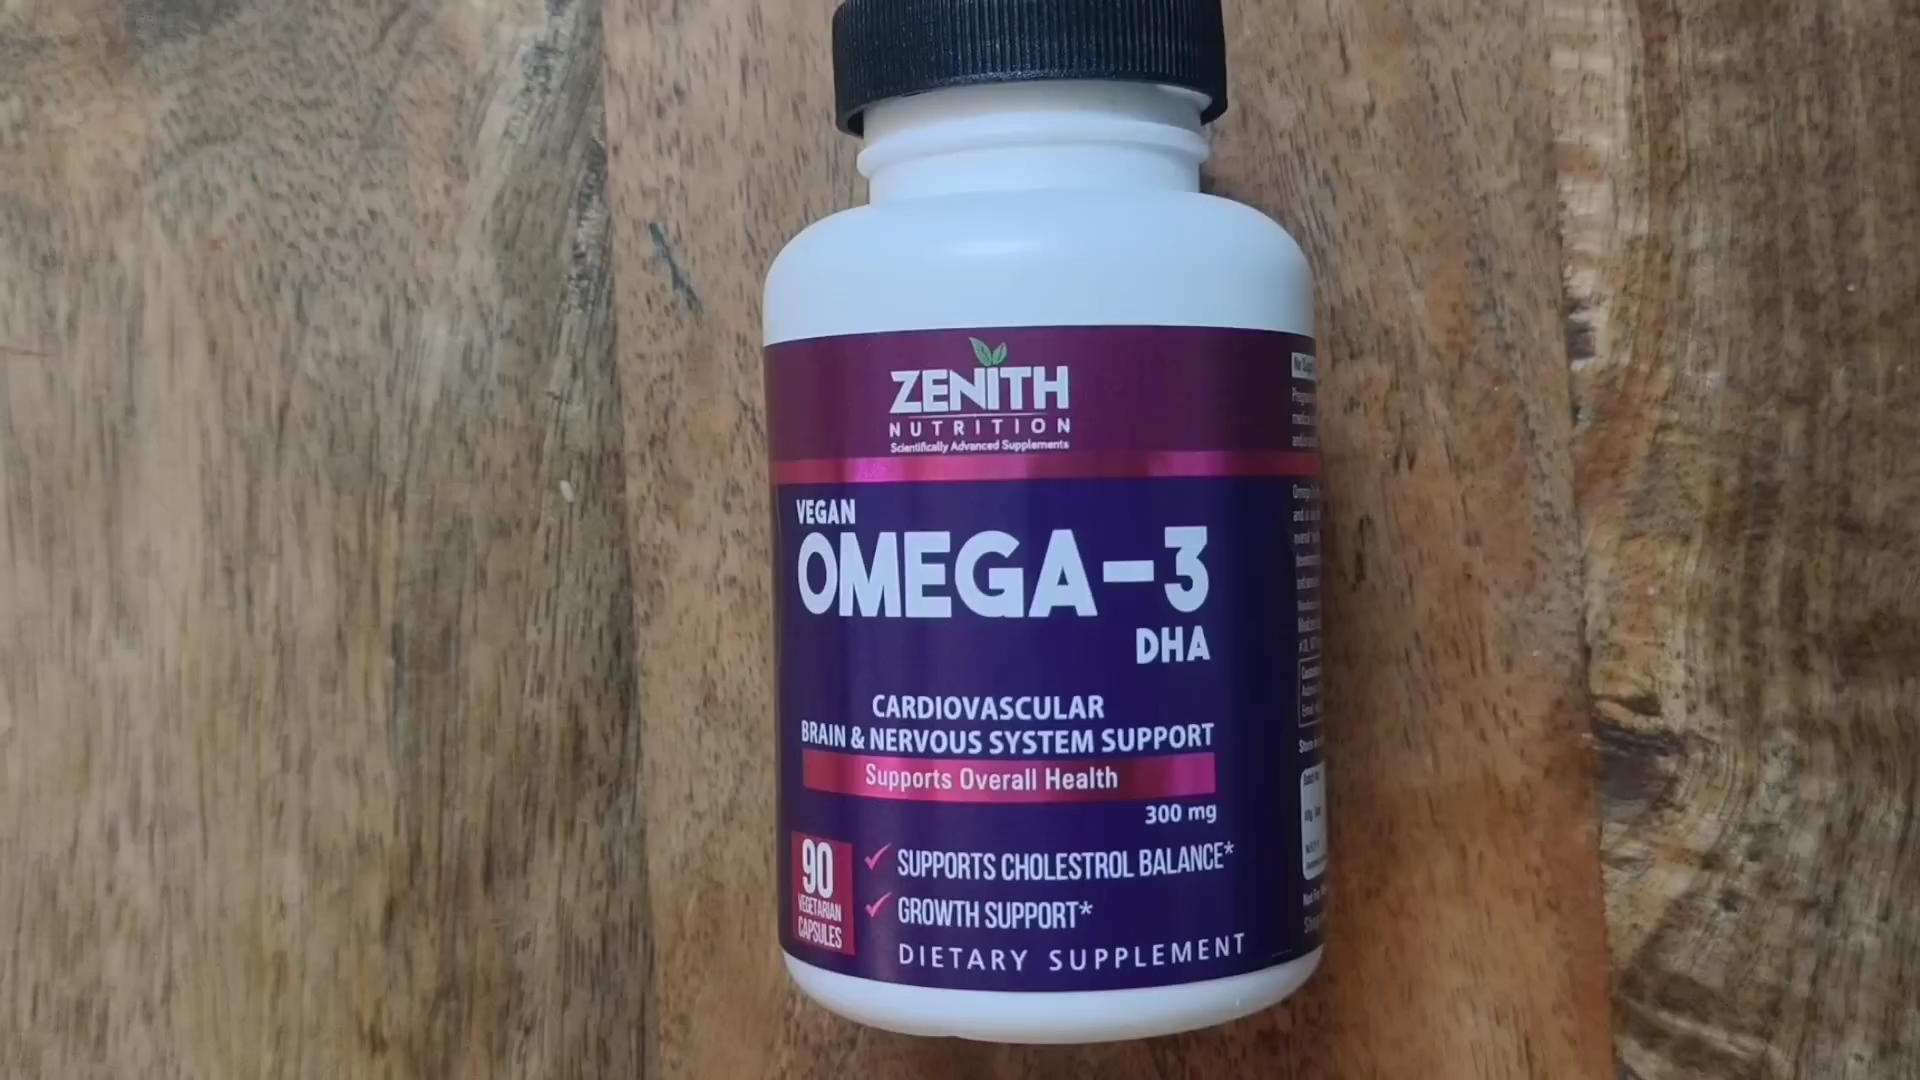 ZENITH
NUTRITION
Scientifically Advanced Supplements
VEGAN
OMEGA-3
DHA
CARDIOVASCULAR
BRAIN & NERVOUS SYSTEM SUPPORT
Supports Overall Health
300 mg
90
VEGETARIAN
CAPSULES
✓ SUPPORTS CHOLESTROL BALANCE*
✓ GROWTH SUPPORT*
DIETARY SUPPLEMENT